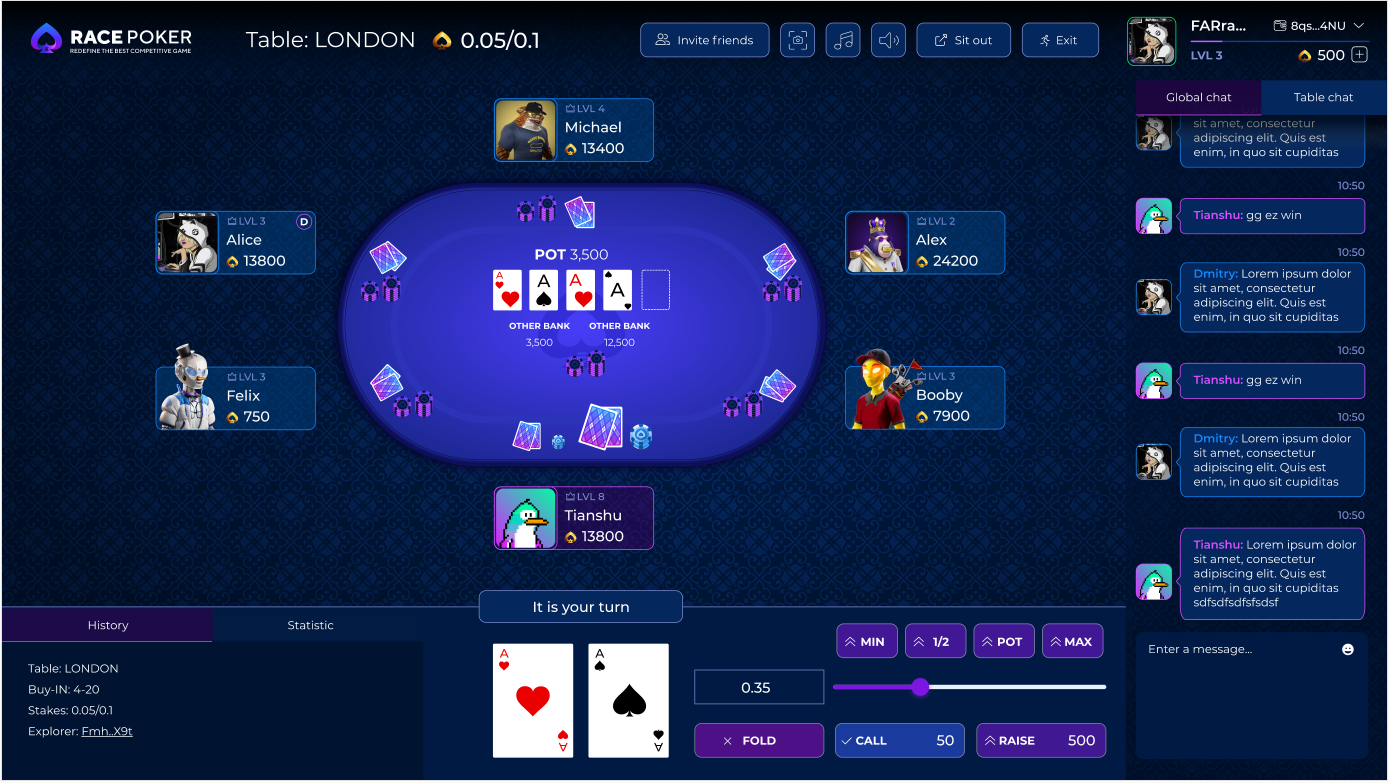 RACE POKER
REDEFINE THE BEST COMPETITIVE GAME
Table: LONDON 0.05/0.1
Invite friends
Sit out
Exit
FARra...
8qs...4NU
LVL 3
500
Global chat
Table chat
sit amet, consectetur
adipiscing elit. Quis est
enim, in quo sit cupiditas
10:50
Tianshu: gg ez win
10:50
Dmitry: Lorem ipsum dolor
sit amet, consectetur
adipiscing elit. Quis est
enim, in quo sit cupiditas
10:50
Tianshu: gg ez win
10:50
Dmitry: Lorem ipsum dolor
sit amet, consectetur
adipiscing elit. Quis est
enim, in quo sit cupiditas
10:50
Tianshu: Lorem ipsum dolor
sit amet, consectetur
adipiscing elit. Quis est
enim, in quo sit cupiditas
sdfsdfsdfsfsdsf
Enter a message...
LVL 4
Michael
13400
LVL 3
D
Alice
13800
LVL 2
Alex
24200
POT 3,500
A
A
A
A
OTHER BANK
3,500
OTHER BANK
12,500
LVL 3
Felix
750
LVL 3
Booby
7900
LVL 8
Tianshu
13800
It is your turn
History
Statistic
Table: LONDON
Buy-IN: 4-20
Stakes: 0.05/0.1
Explorer: Fmh..X9t
A
A
A
A
MIN
1/2
POT
MAX
0.35
FOLD
CALL 50
RAISE 500